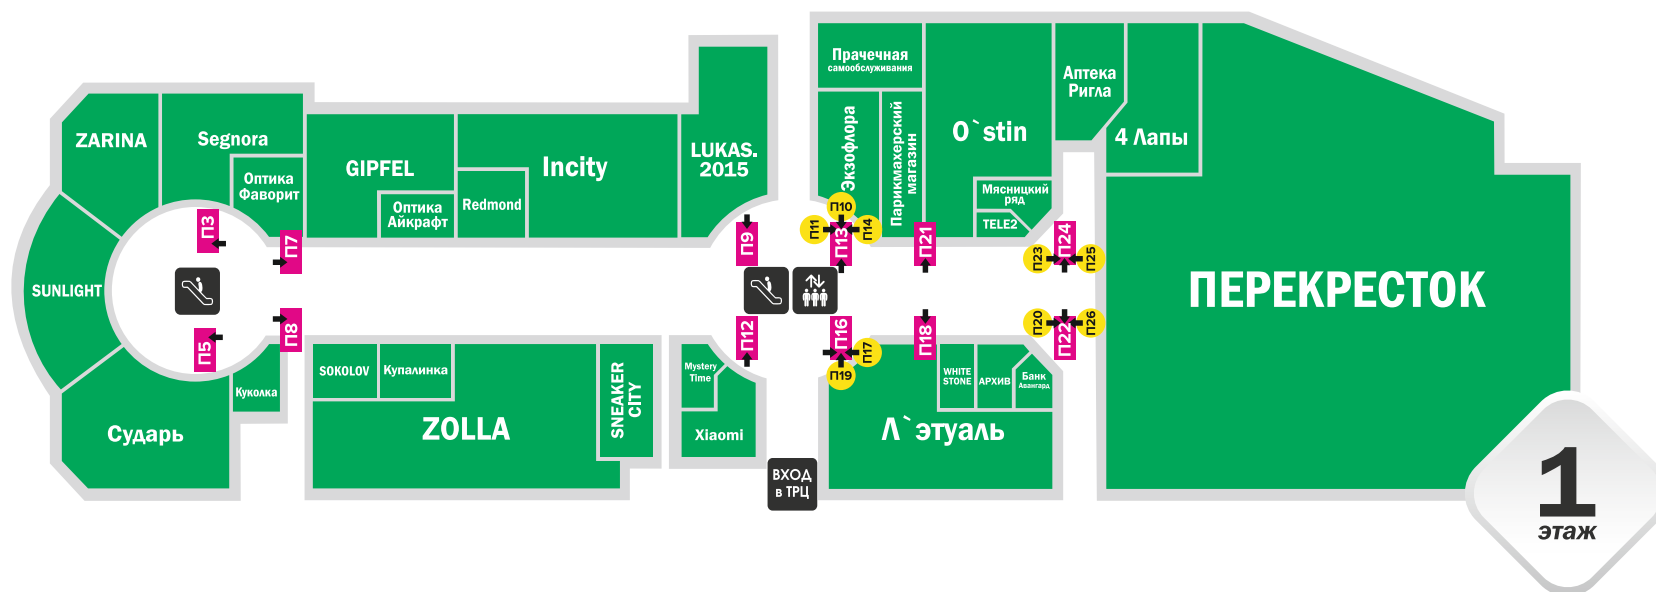 ZARINA
Segnora
Оптика
Фаворит
SUNLIGHT
Сударь
Куколка
П3
П5
П7
П8
GIPFEL
Оптика
Айкрафт
Redmond
Incity
LUKAS.
2015
SOKOLOV
Купалинка
ZOLLA
SNEAKER
CITY
Mystery
Time
Xiaomi
П9
П12
ВХОД
в ТРЦ
Прачечная
самообслуживания
Экзофлора
Парикмахерский
магазин
O`stin
Мясницкий
ряд
TELE2
Аптека
Ригла
4 Лапы
П10
П11
П13
П14
П21
П23
П24
П25
П16
П17
П19
П18
П20
П22
П26
Л`этуаль
WHITE
STONE
АРХИВ
Банк
Авангард
ПЕРЕКРЕСТОК
1
этаж